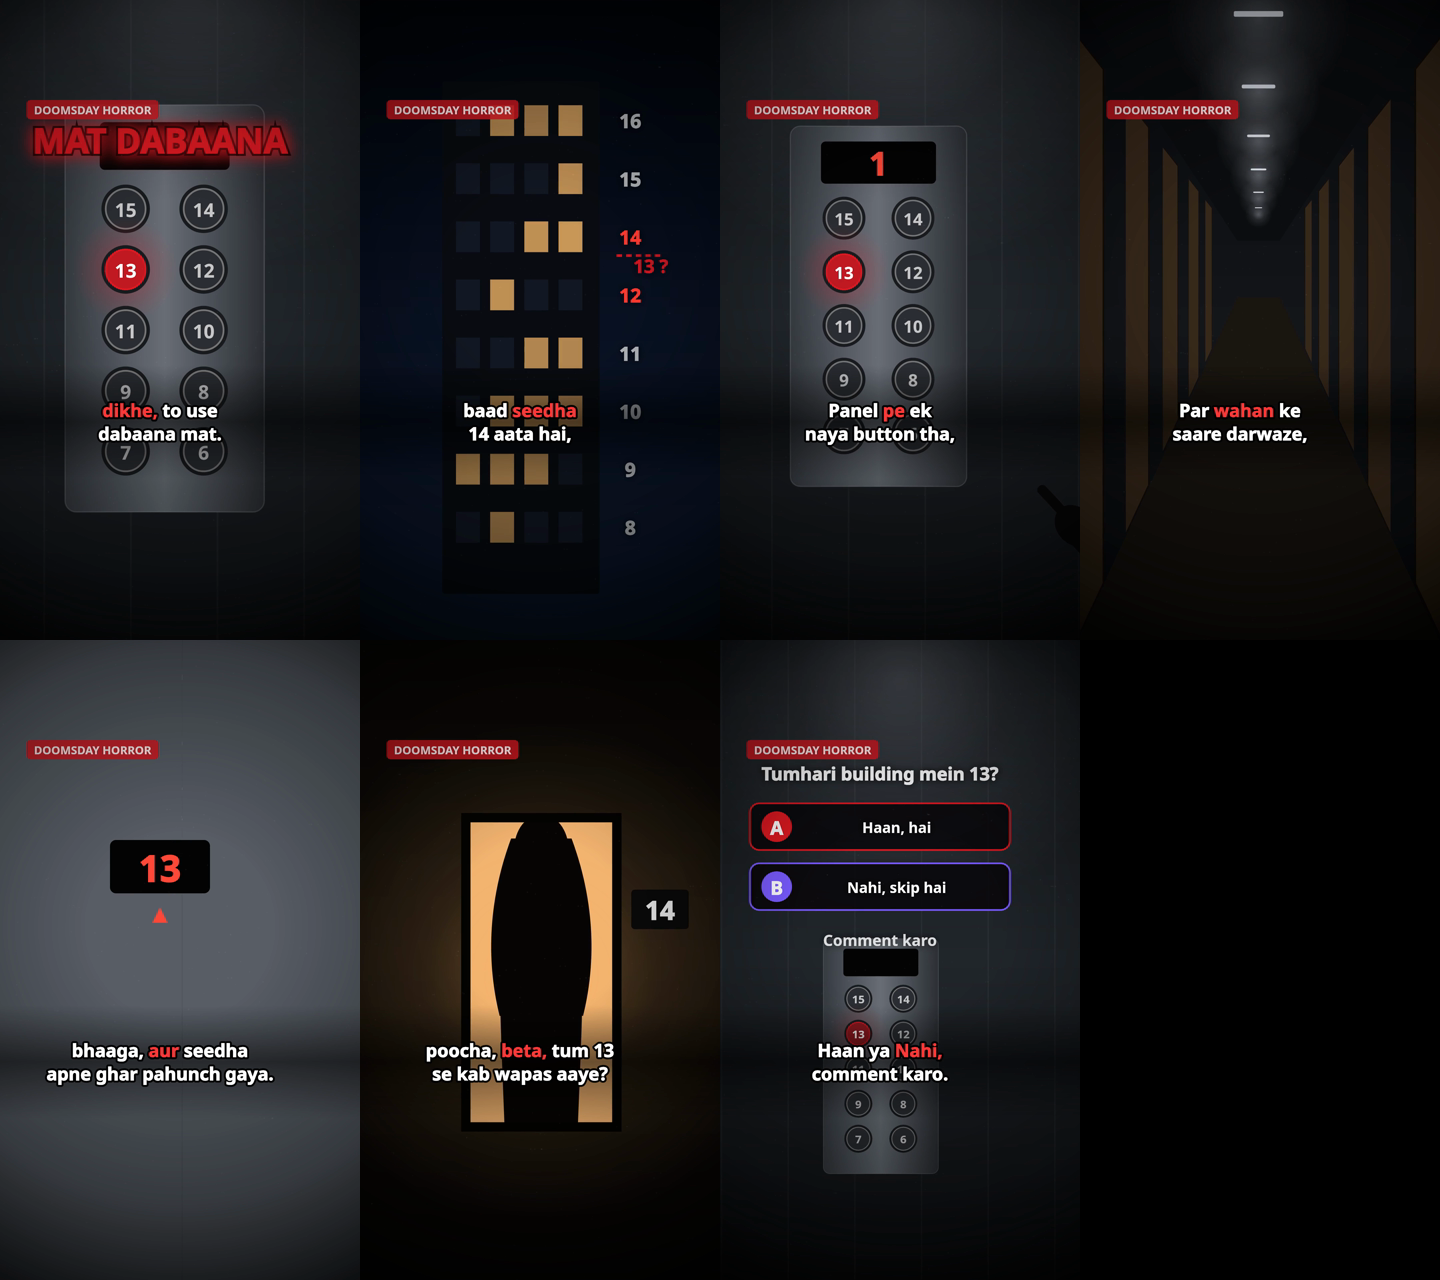 DOOMSDAY HORROR
MAT DABAANA
15 14
13 12
11 10
9 8
dikhe, to use
dabaana mat.
7 6
DOOMSDAY HORROR
16
15
14
13 ?
12
11
10
baad seedha
14 aata hai,
9
8
DOOMSDAY HORROR
1
15 14
13 12
11 10
9 8
Panel pe ek
naya button tha,
DOOMSDAY HORROR
Par wahan ke
saare darwaze,
DOOMSDAY HORROR
13
bhaaga, aur seedha
apne ghar pahunch gaya.
DOOMSDAY HORROR
14
poocha, beta, tum 13
se kab wapas aaye?
DOOMSDAY HORROR
Tumhari building mein 13?
A Haan, hai
B Nahi, skip hai
Comment karo
15 14
13 12
Haan ya Nahi,
comment karo.
9 8
7 6